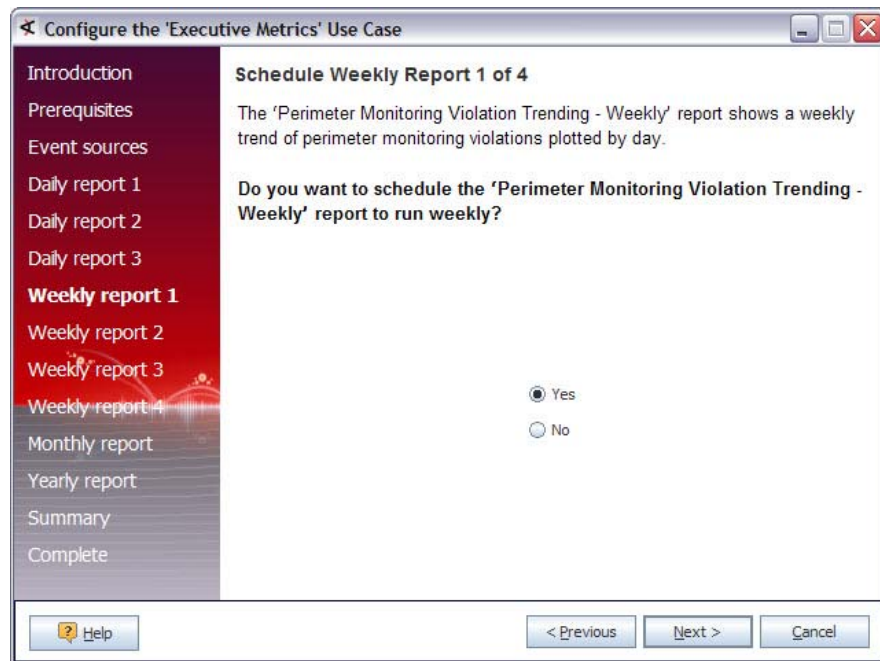 Configure the 'Executive Metrics' Use Case
Introduction
Prerequisites
Event sources
Daily report 1
Daily report 2
Daily report 3
Weekly report 1
Weekly report 2
Weekly report 3
Weekly report 4
Monthly report
Yearly report
Summary
Complete
Schedule Weekly Report 1 of 4
The 'Perimeter Monitoring Violation Trending - Weekly' report shows a weekly
trend of perimeter monitoring violations plotted by day.
Do you want to schedule the 'Perimeter Monitoring Violation Trending -
Weekly' report to run weekly?
Yes
No
? Help
< Previous
Next >
Cancel